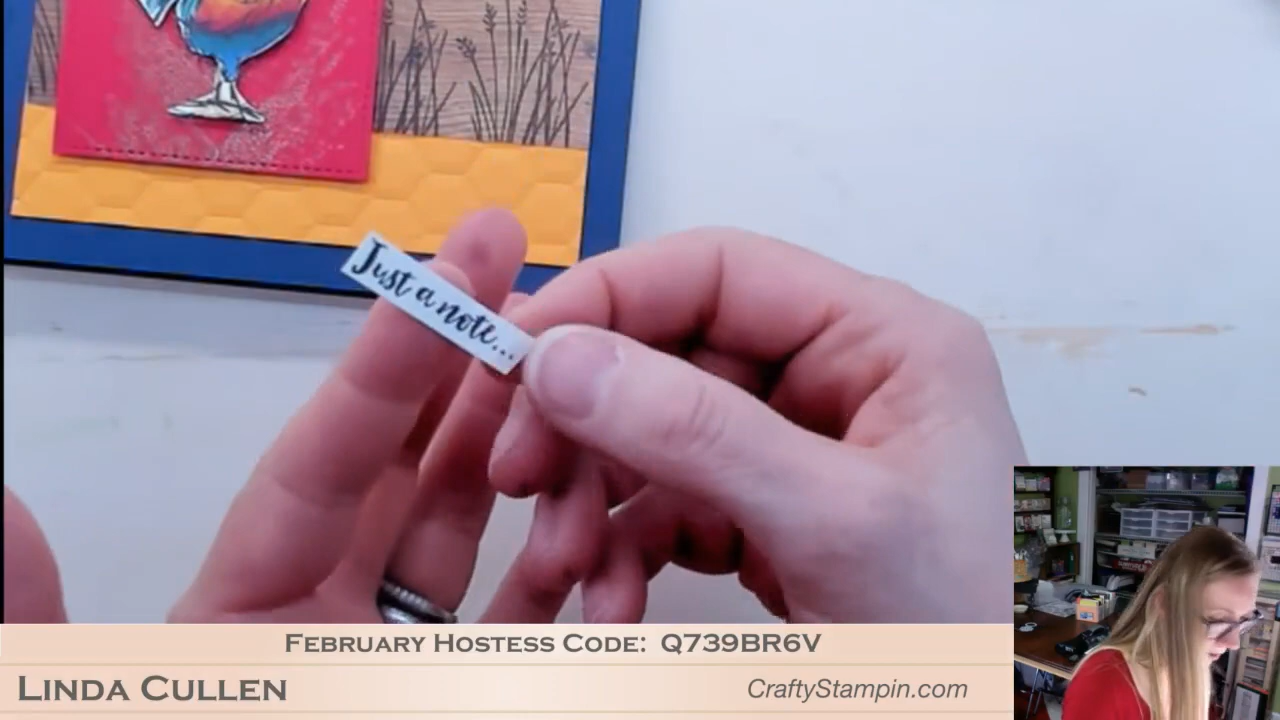 Just a note...
February Hostess Code: Q739BR6V
Linda Cullen
CraftyStampin.com